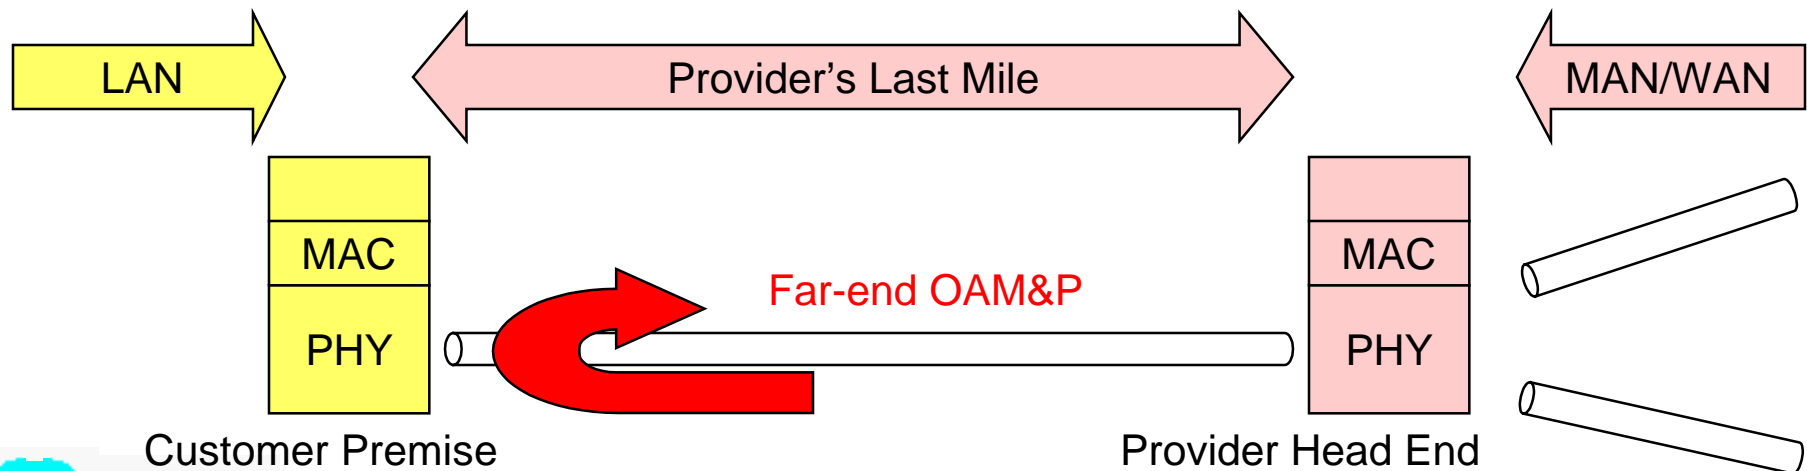 LAN
Provider's Last Mile
MAN/WAN
MAC
MAC
Far-end OAM&P
PHY
PHY
Customer Premise
Provider Head End